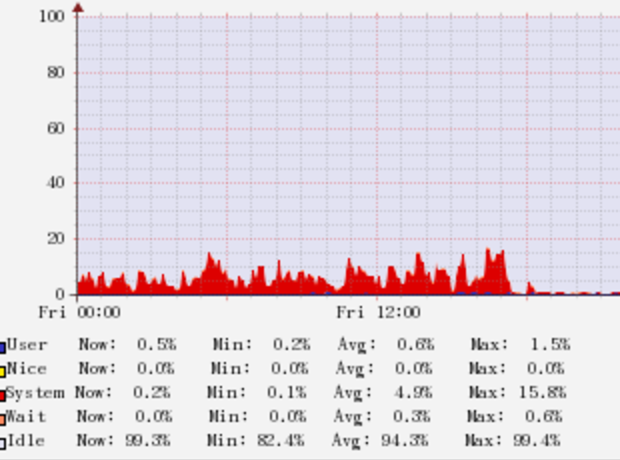 100
80
60
40
20
0
Fri 00:00 Fri 12:00
User Now: 0.5% Min: 0.2% Avg: 0.6% Max: 1.5%
Nice Now: 0.0% Min: 0.0% Avg: 0.0% Max: 0.0%
System Now: 0.2% Min: 0.1% Avg: 4.9% Max: 15.8%
Wait Now: 0.0% Min: 0.0% Avg: 0.3% Max: 0.6%
Idle Now: 99.3% Min: 82.4% Avg: 94.3% Max: 99.4%